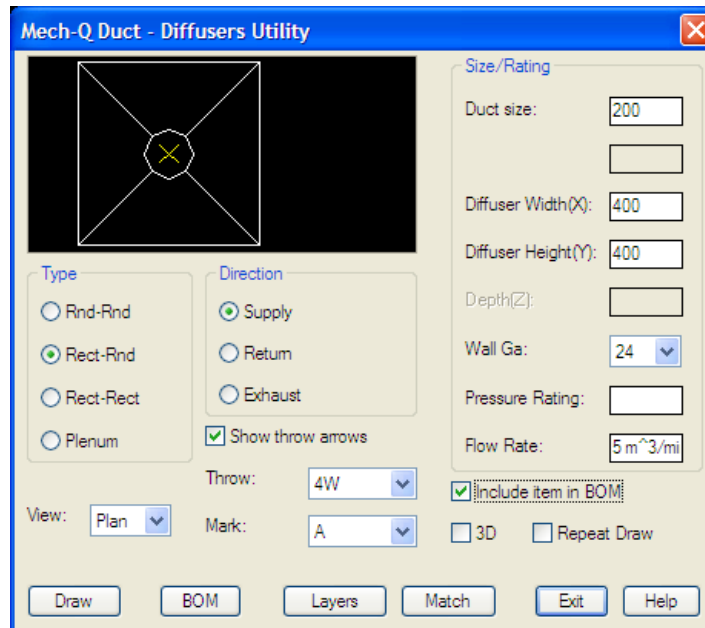 Mech-Q Duct - Diffusers Utility
Size/Rating
Duct size: 200
Diffuser Width(X): 400
Diffuser Height(Y): 400
Depth(Z):
Wall Ga: 24
Pressure Rating:
Flow Rate: 5 m^3/mi
Include item in BOM
3D Repeat Draw
Type
Rnd-Rnd
Rect-Rnd
Rect-Rect
Plenum
Direction
Supply
Return
Exhaust
Show throw arrows
Throw: 4W
View: Plan
Mark: A
Draw BOM Layers Match Exit Help